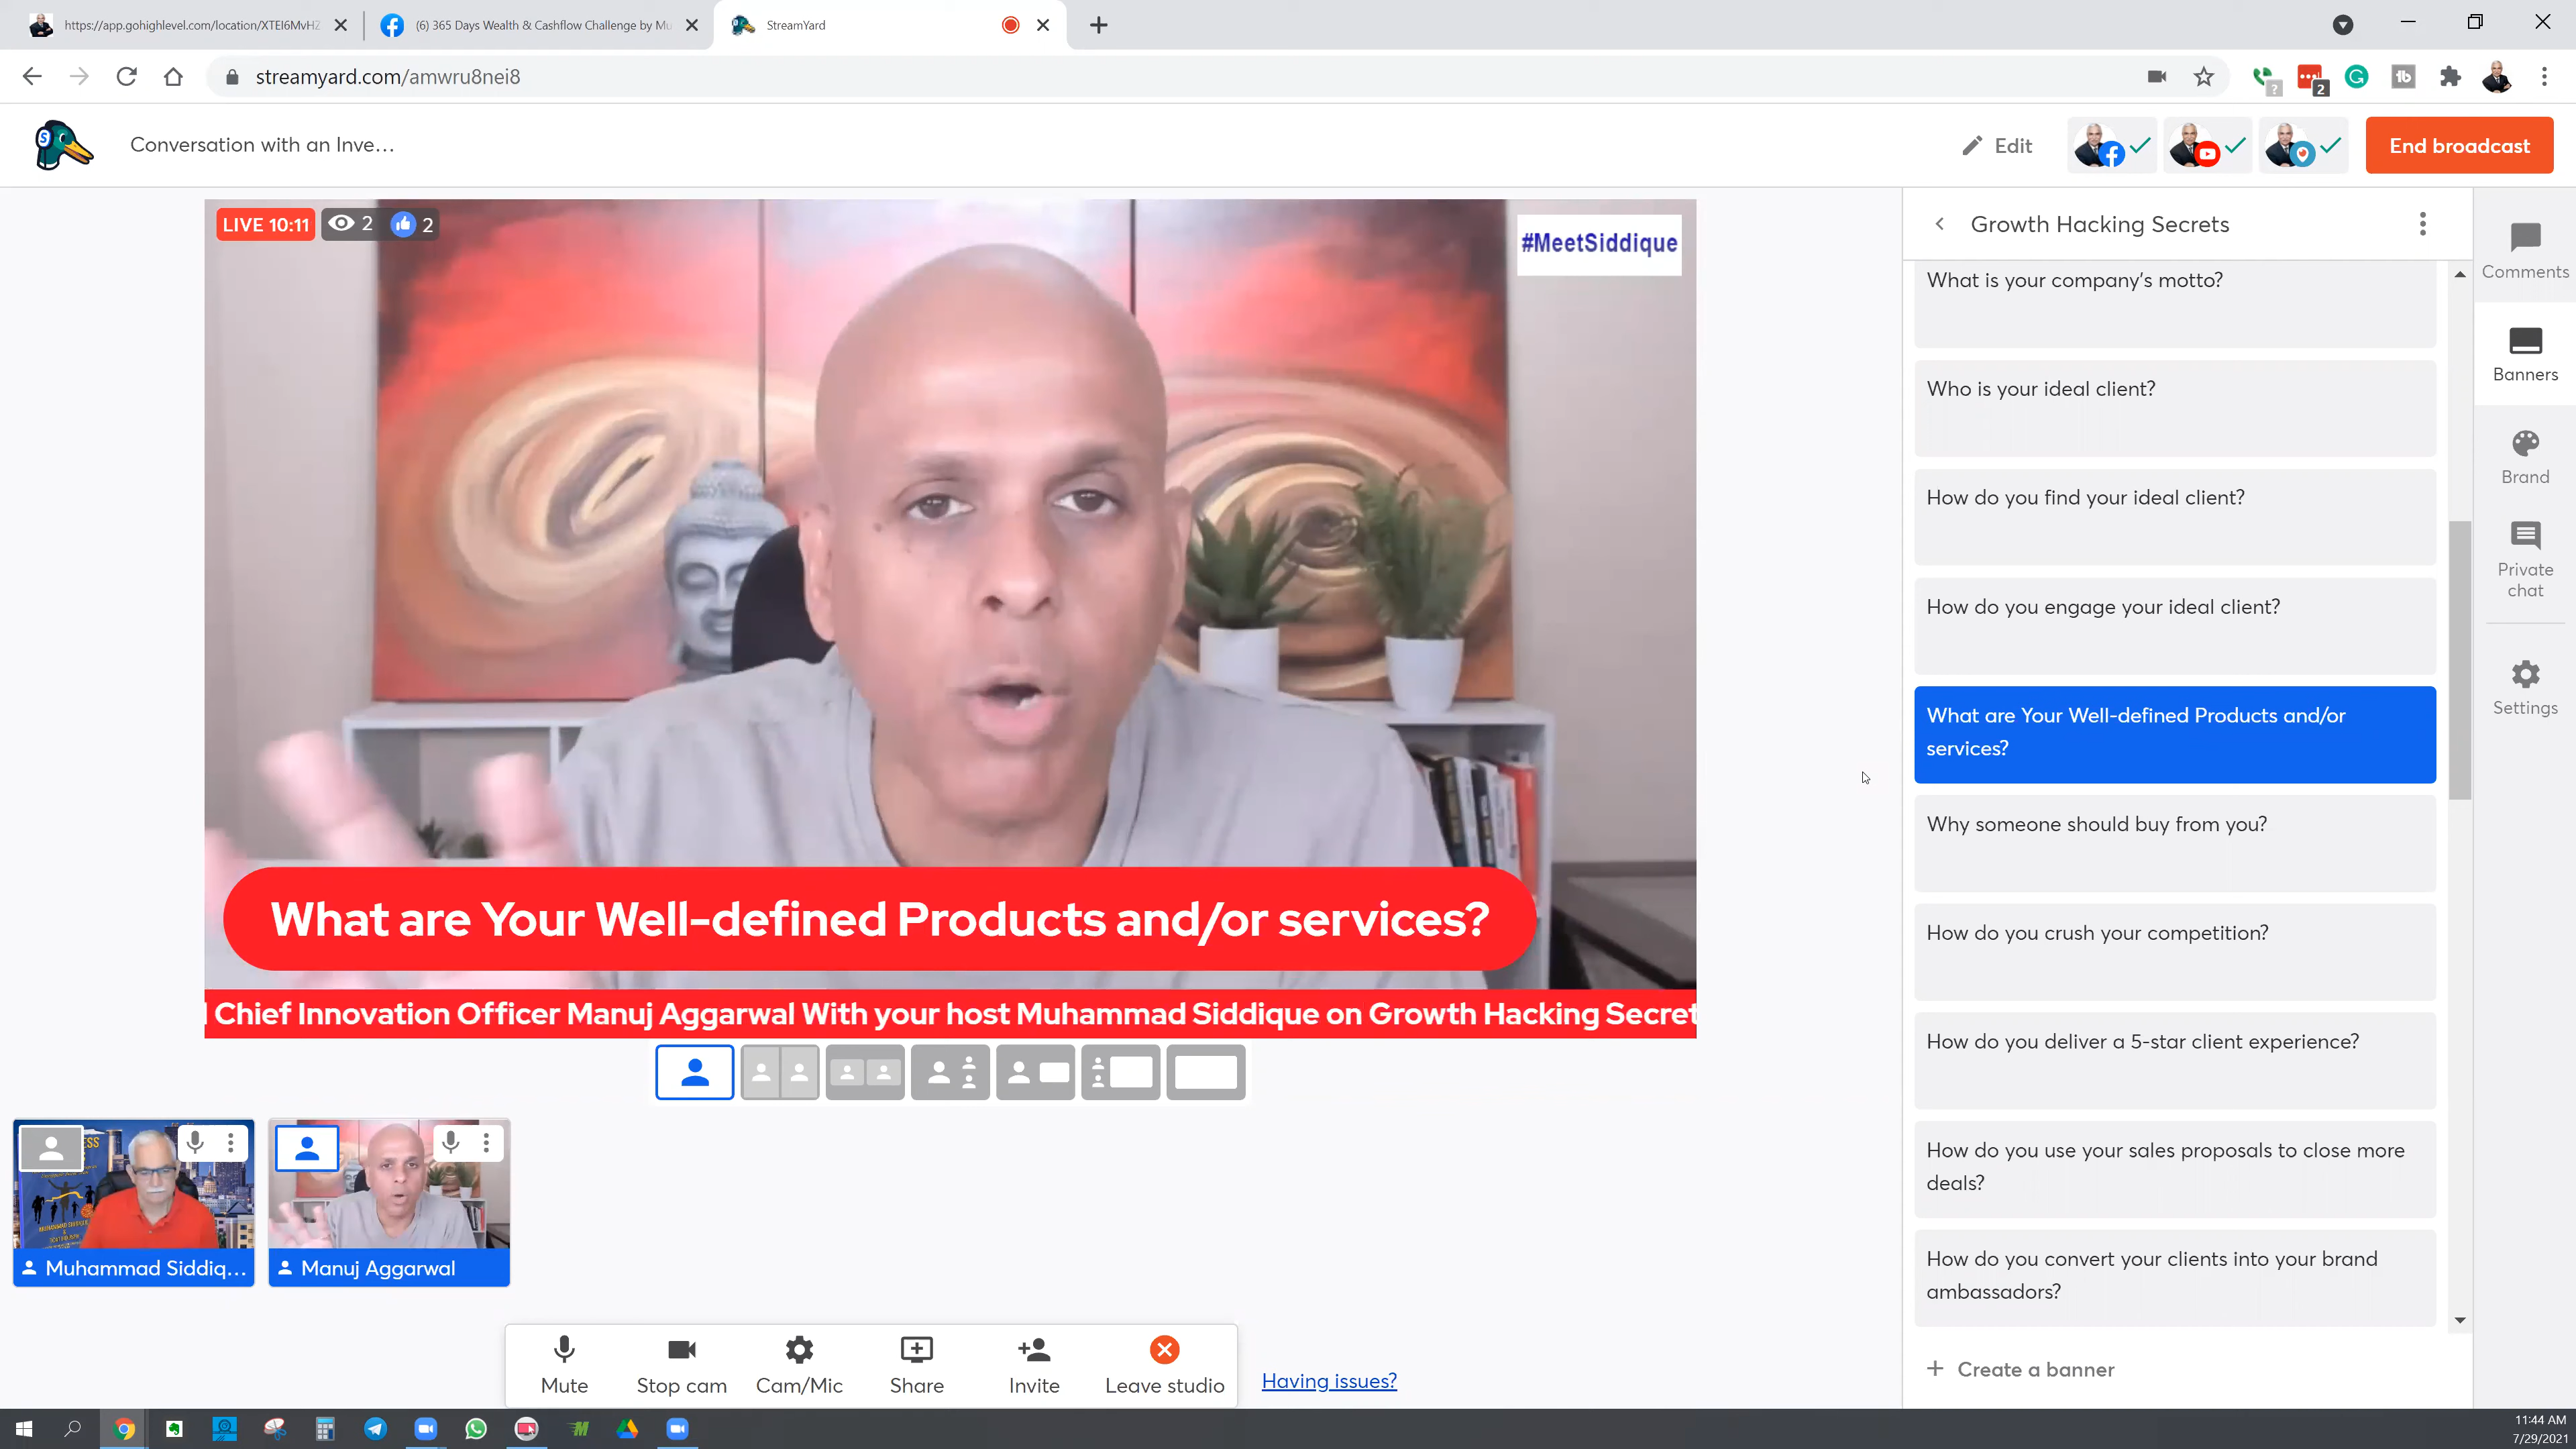 https://app.gohighlevel.com/location/XTEI6MvHZ
(6) 365 Days Wealth & Cashflow Challenge by Mu
StreamYard
streamyard.com/amwru8nei8
?
2
Conversation with an Inve...
Edit
End broadcast
LIVE 10:11
2
2
#MeetSiddique
What are Your Well-defined Products and/or services?
Chief Innovation Officer Manuj Aggarwal With your host Muhammad Siddique on Growth Hacking Secret
Muhammad Siddiq...
Manuj Aggarwal
Mute
Stop cam
Cam/Mic
Share
Invite
Leave studio
Having issues?
Growth Hacking Secrets
What is your company's motto?
Who is your ideal client?
How do you find your ideal client?
How do you engage your ideal client?
What are Your Well-defined Products and/or
services?
Why someone should buy from you?
How do you crush your competition?
How do you deliver a 5-star client experience?
How do you use your sales proposals to close more
deals?
How do you convert your clients into your brand
ambassadors?
+ Create a banner
Comments
Banners
Brand
Private
chat
Settings
11:44 AM
7/29/2021